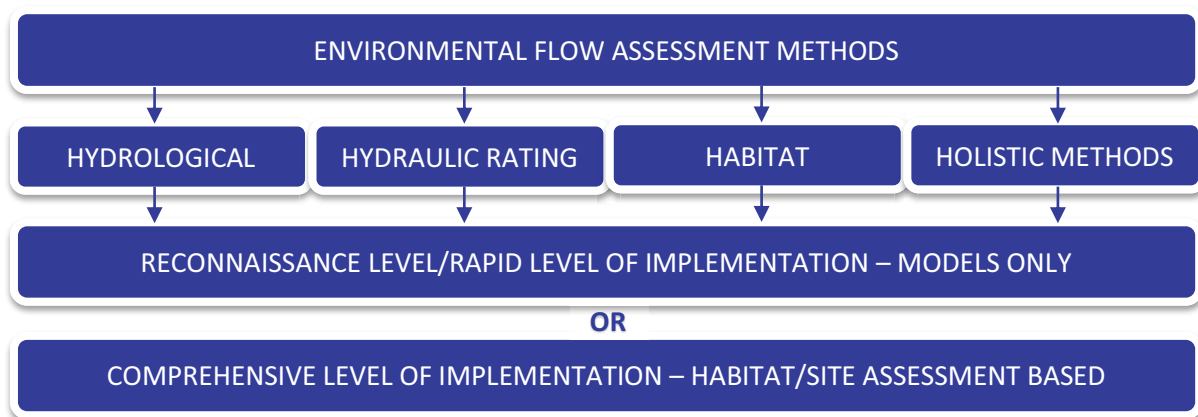 ENVIRONMENTAL FLOW ASSESSMENT METHODS
HYDROLOGICAL
HYDRAULIC RATING
HABITAT
HOLISTIC METHODS
RECONNAISSANCE LEVEL/RAPID LEVEL OF IMPLEMENTATION – MODELS ONLY
OR
COMPREHENSIVE LEVEL OF IMPLEMENTATION – HABITAT/SITE ASSESSMENT BASED